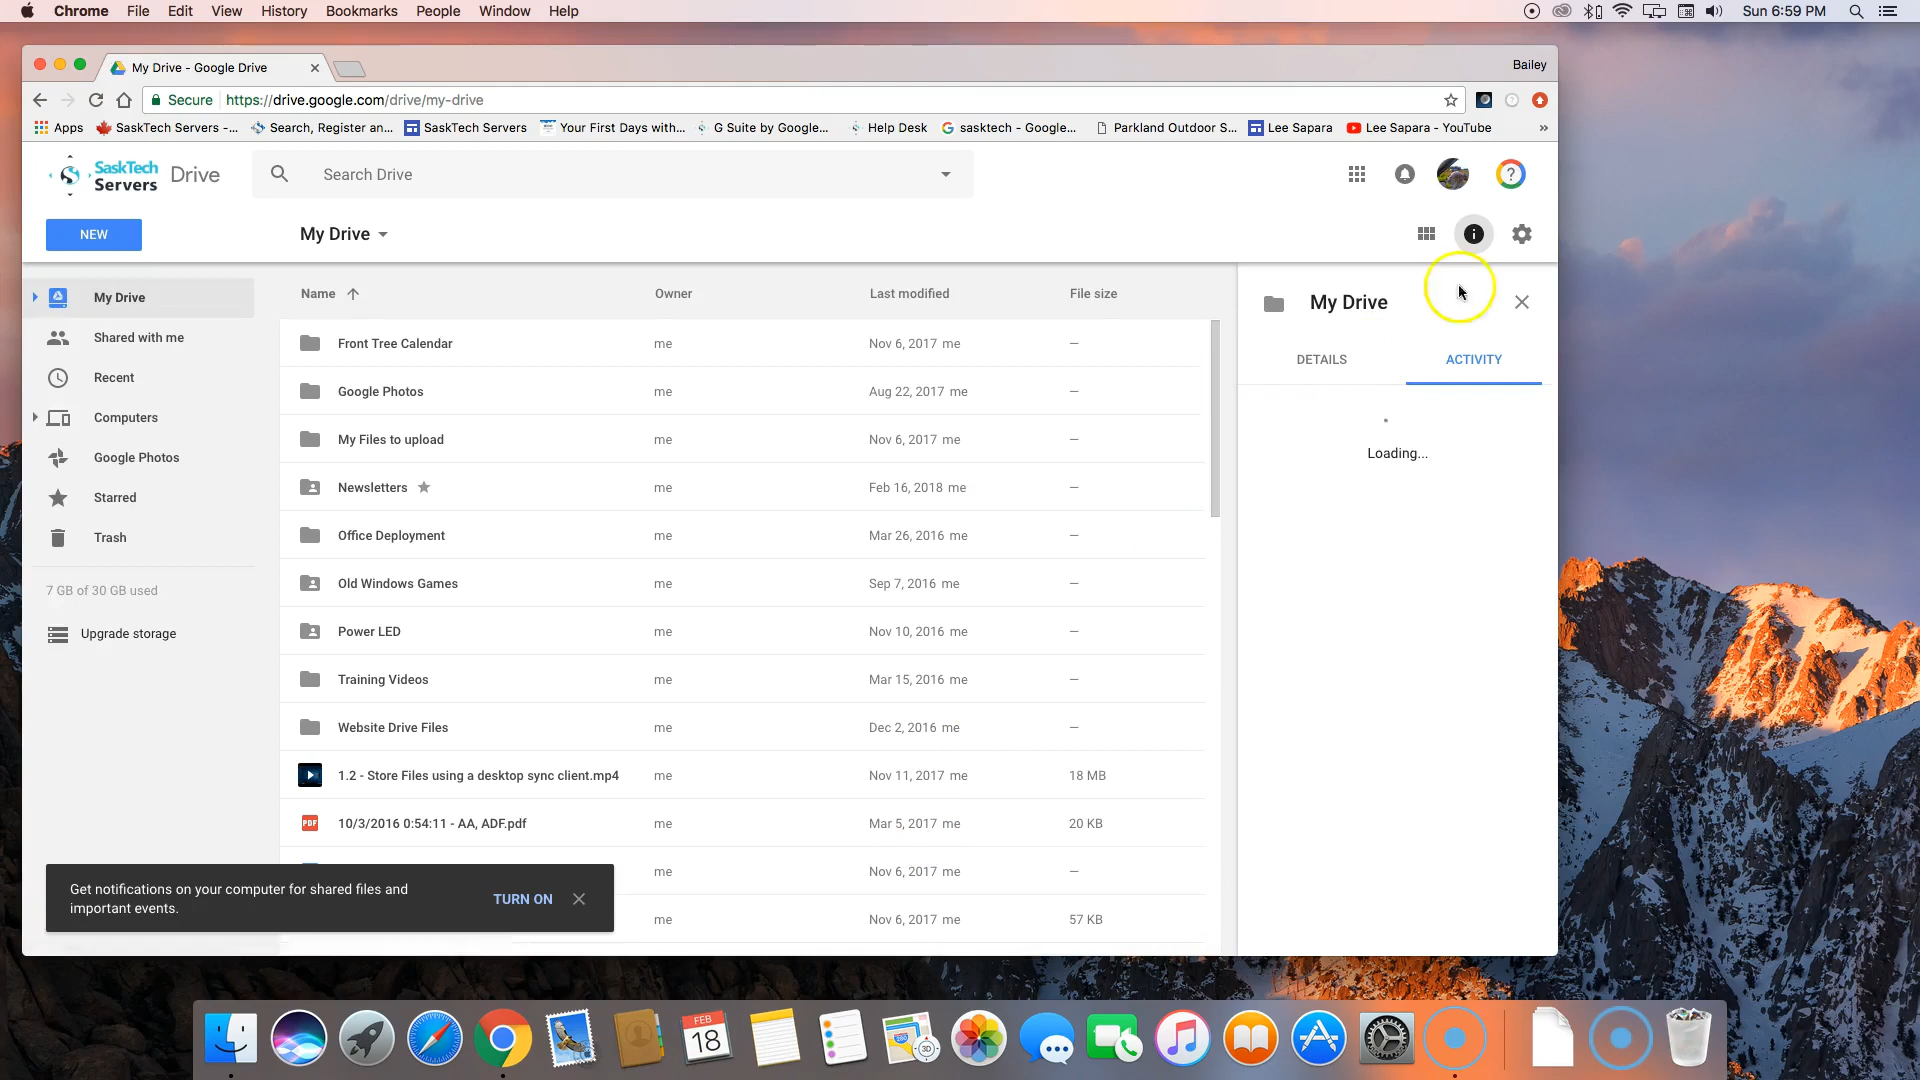 Chrome File Edit View History Bookmarks People Window Help Sun 6:59 PM
My Drive - Google Drive Bailey
Secure https://drive.google.com/drive/my-drive
Apps SaskTech Servers -... Search, Register an... SaskTech Servers Your First Days with... G Suite by Google... Help Desk sasktech - Google... Parkland Outdoor S... Lee Sapara Lee Sapara - YouTube »
SaskTech Servers Drive Search Drive ?
NEW My Drive
My Drive
Shared with me
Recent
Computers
Google Photos
Starred
Trash
7 GB of 30 GB used
Upgrade storage
Name Owner Last modified File size
Front Tree Calendar me Nov 6, 2017 me —
Google Photos me Aug 22, 2017 me —
My Files to upload me Nov 6, 2017 me —
Newsletters me Feb 16, 2018 me —
Office Deployment me Mar 26, 2016 me —
Old Windows Games me Sep 7, 2016 me —
Power LED me Nov 10, 2016 me —
Training Videos me Mar 15, 2016 me —
Website Drive Files me Dec 2, 2016 me —
1.2 - Store Files using a desktop sync client.mp4 me Nov 11, 2017 me 18 MB
PDF 10/3/2016 0:54:11 - AA, ADF.pdf me Mar 5, 2017 me 20 KB
me Nov 6, 2017 me —
me Nov 6, 2017 me 57 KB
My Drive
DETAILS ACTIVITY
Loading...
Get notifications on your computer for shared files and
important events.
TURN ON
FEB
18
3D